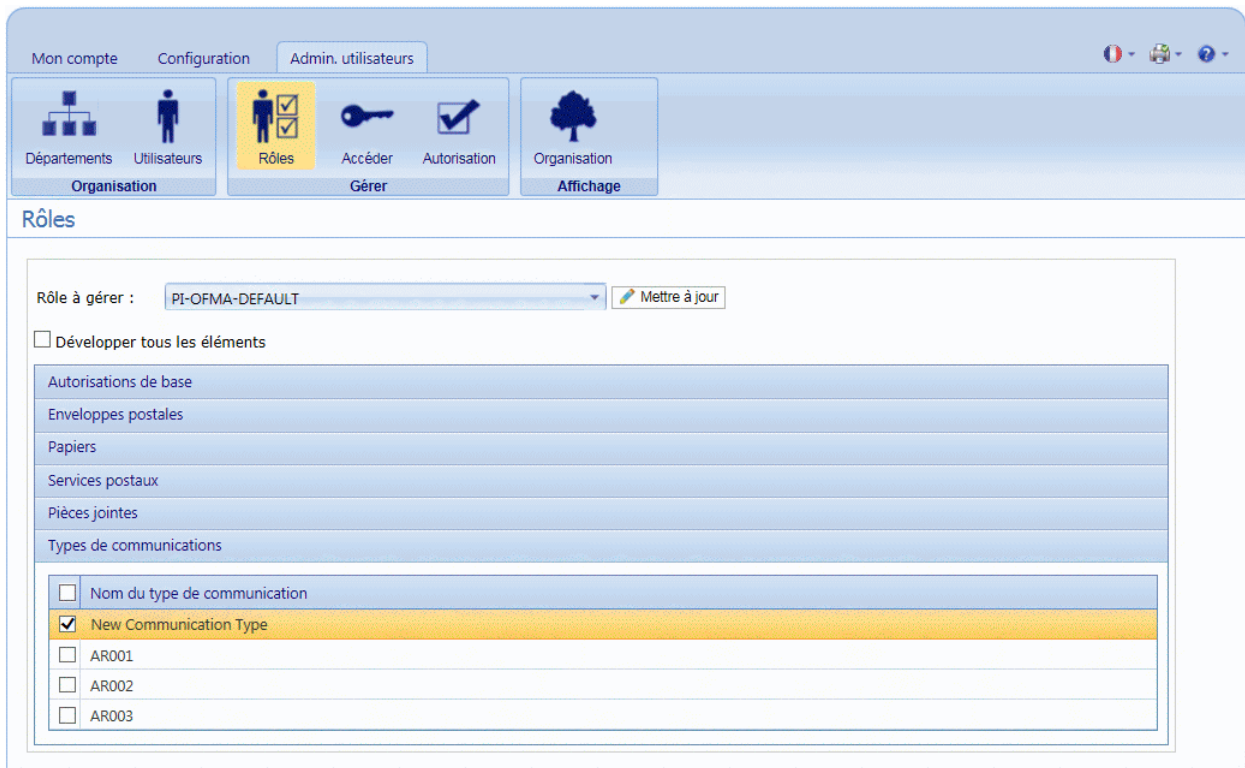 Mon compte Configuration Admin. utilisateurs
Départements Utilisateurs Rôles Accéder Autorisation Organisation
Organisation Gérer Affichage
Rôles
Rôle à gérer : PI-OFMA-DEFAULT Mettre à jour
Développer tous les éléments
Autorisations de base
Enveloppes postales
Papiers
Services postaux
Pièces jointes
Types de communications
Nom du type de communication
New Communication Type
AR001
AR002
AR003